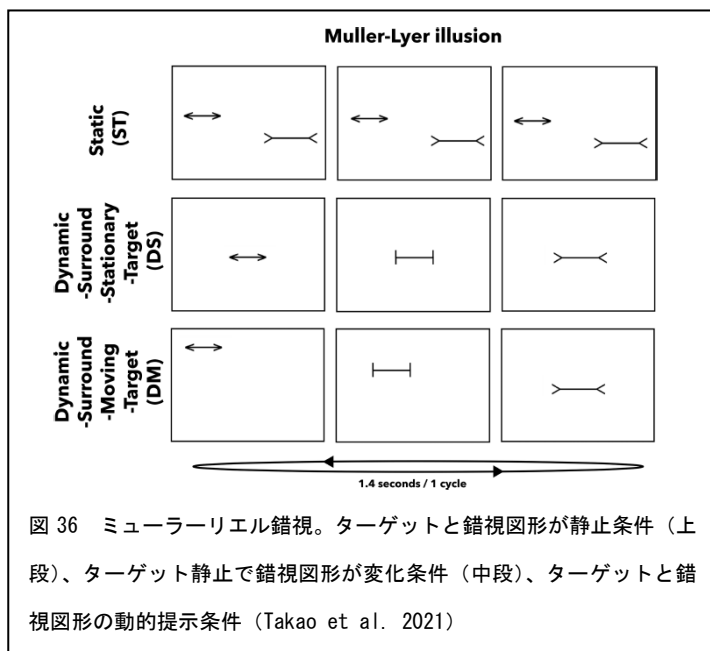 Muller-Lyer illusion
Static
(ST)
Dynamic
-Surround
-Stationary
-Target
(DS)
Dynamic
-Surround
-Moving
-Target
(DM)
1.4 seconds / 1 cycle
図 36　ミューラーリエル錯視。ターゲットと錯視図形が静止条件（上
段）、ターゲット静止で錯視図形が変化条件（中段）、ターゲットと錯
視図形の動的提示条件（Takao et al. 2021）